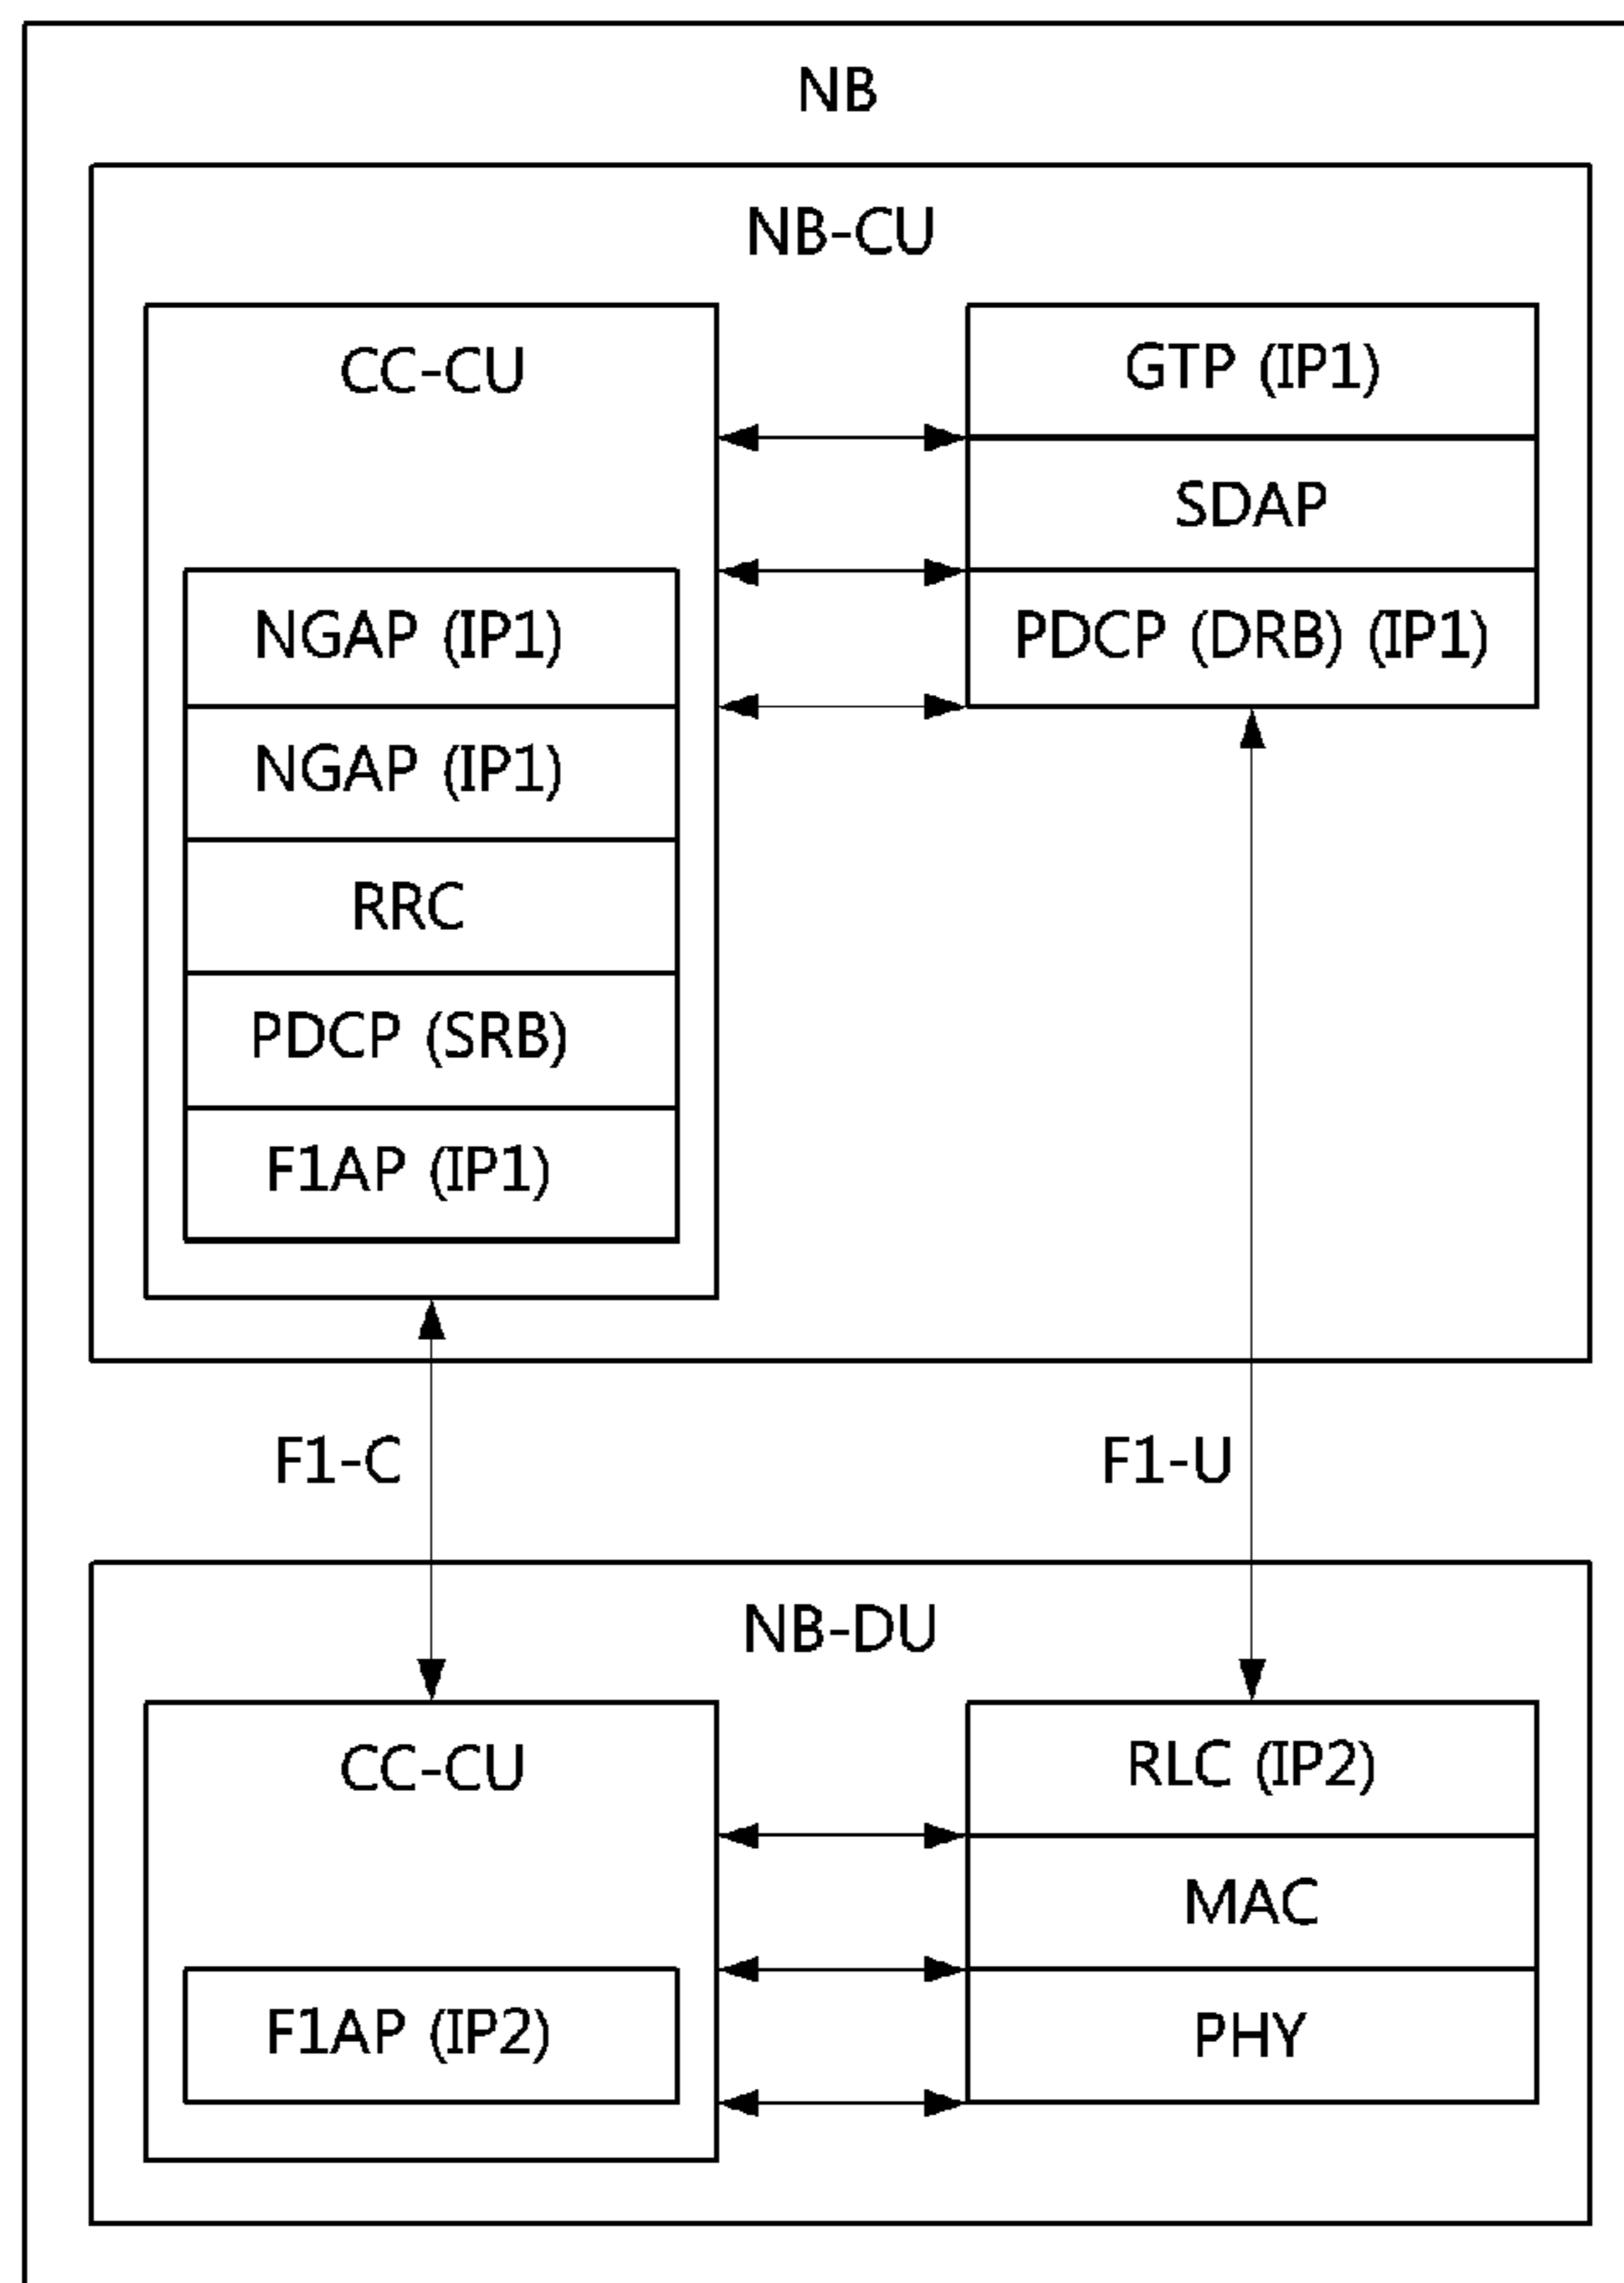 NB
NB-CU
CC-CU
NGAP (IP1)
NGAP (IP1)
RRC
PDCP (SRB)
F1AP (IP1)
GTP (IP1)
SDAP
PDCP (DRB) (IP1)
F1-C
F1-U
NB-DU
CC-CU
F1AP (IP2)
RLC (IP2)
MAC
PHY